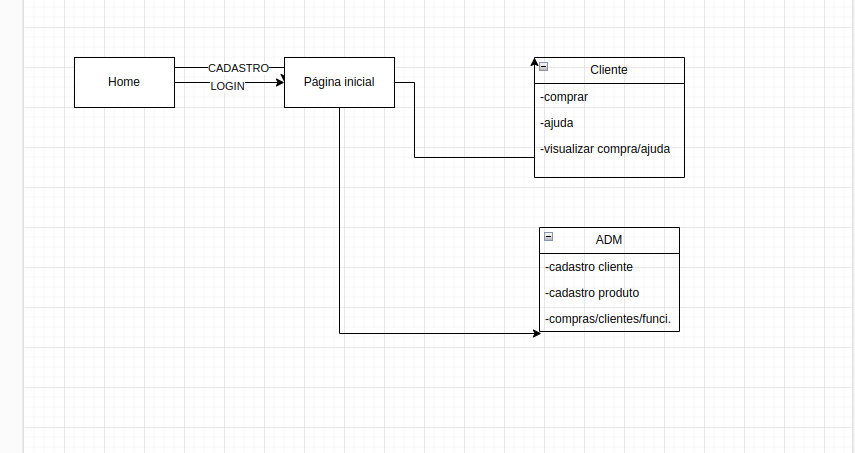 Home
CADASTRO
LOGIN
Página inicial
Cliente
-comprar
-ajuda
-visualizar compra/ajuda
ADM
-cadastro cliente
-cadastro produto
-compras/clientes/funci.